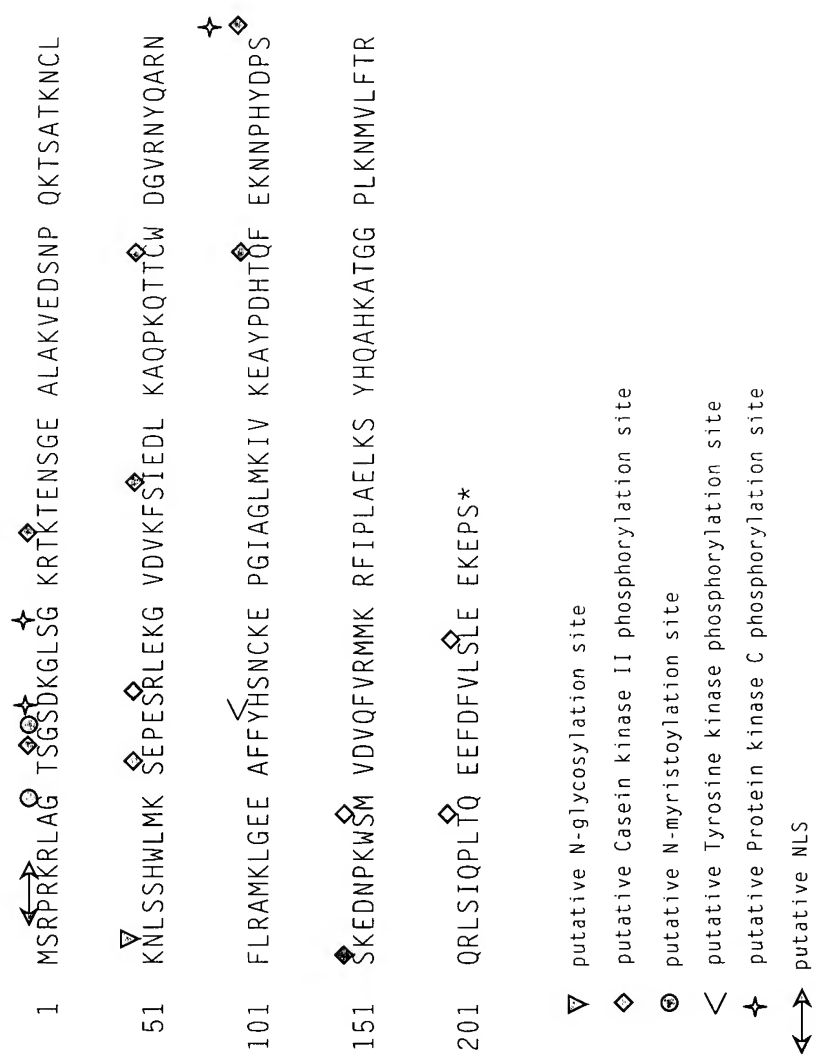 1 MSRPRKRLAG TSGSDKGLSG KRTKTENSGE ALAKVEDSNP QKTSATKNCL
51 KNLSSHWLMK SEPESRLEKG VDVKFSIEDL KAQPKQTTCW DGVRNYQARN
101 FLRAMKLGEE AFFYHSNCKE PGIAGLMKIV KEAYPDHTQF EKNNPHYDPS
151 SKEDNPKWSM VDVQFVRMMK RFIPLAELKS YHQAHKATGG PLKNMVLFTR
201 QRLSIQPLTQ EEFDFVLSLE EKEPS*
putative N-glycosylation site
putative Casein kinase II phosphorylation site
putative N-myristoylation site
putative Tyrosine kinase phosphorylation site
putative Protein kinase C phosphorylation site
putative NLS